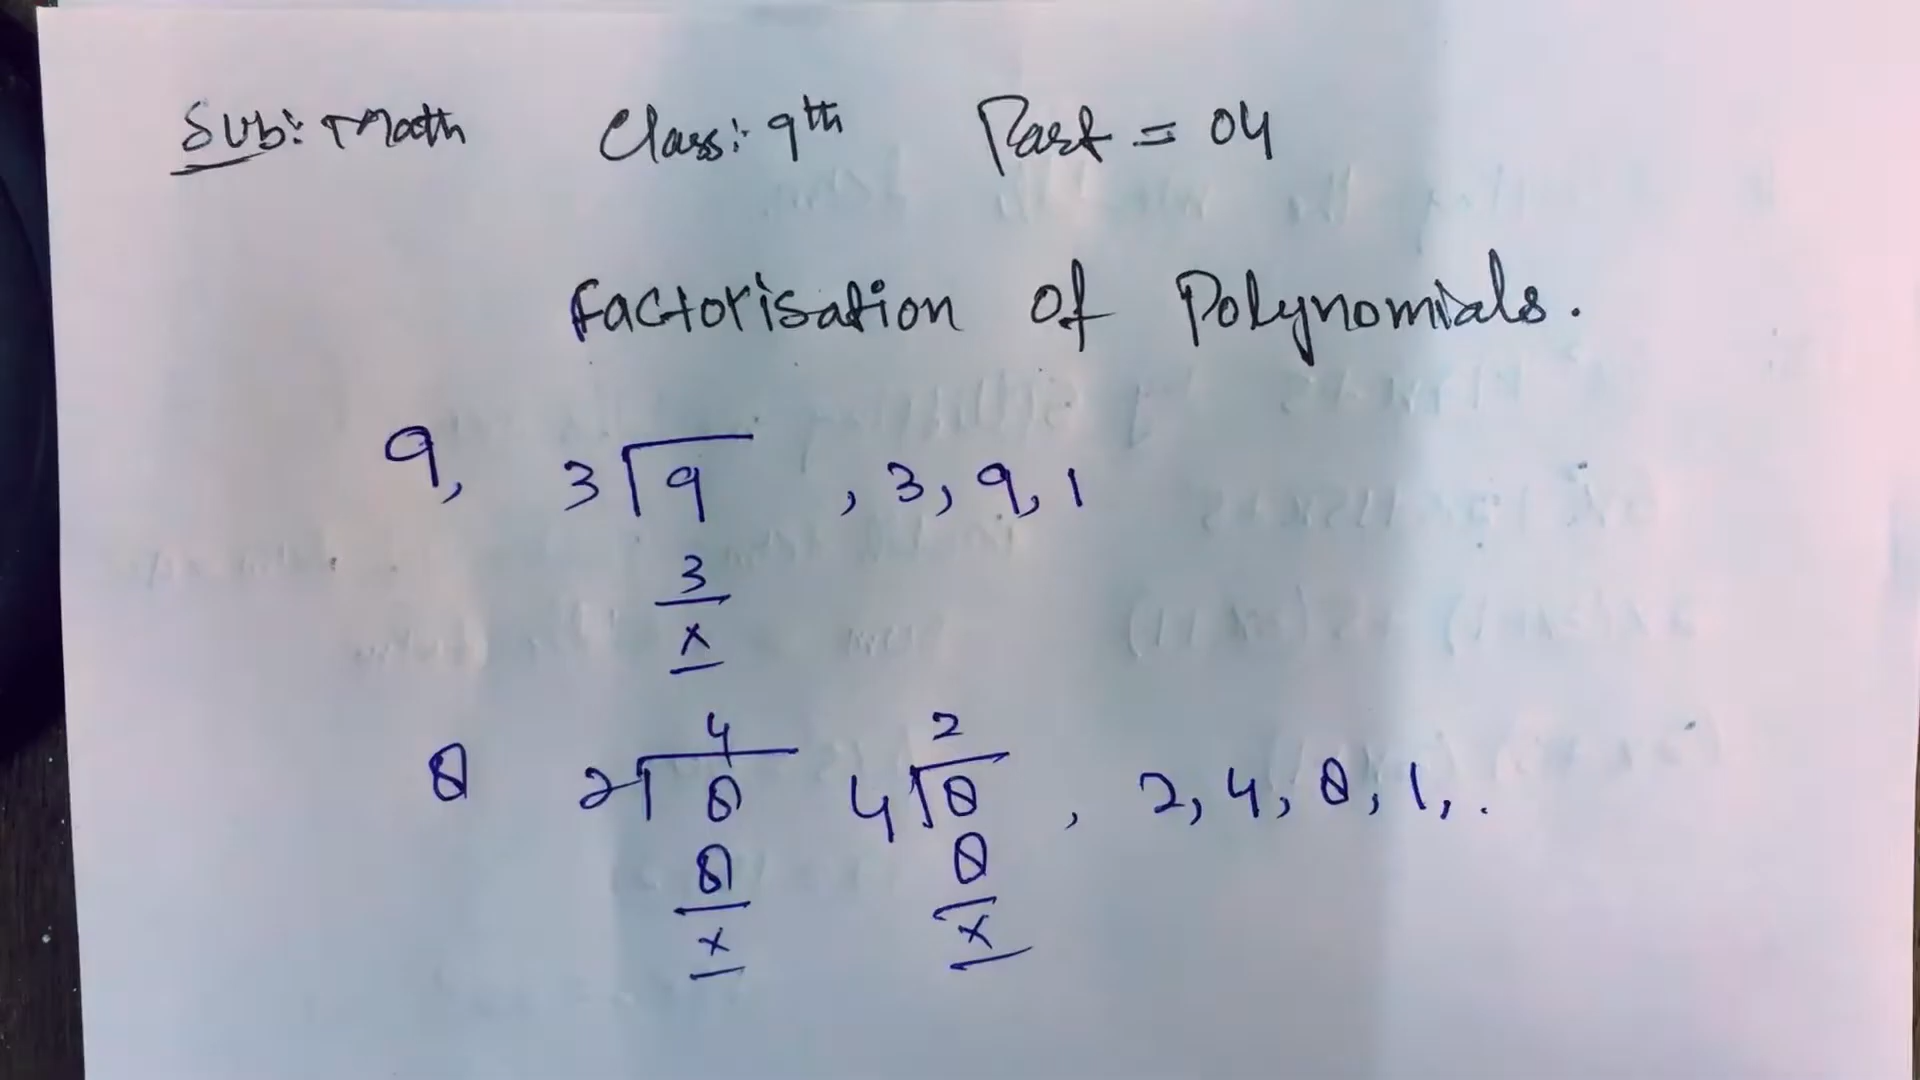 Sub: Math Class: 9th Part = 04
Factorisation of Polynomials.
9, 3 9 , 3, 9, 1
3
x
4 2
8 2 8 4 8 , 2, 4, 8, 1, .
8 8
x x